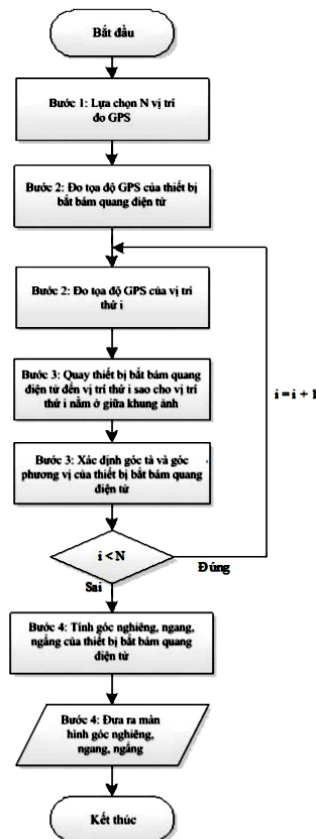 Bắt đầu
Bước 1: Lựa chọn N vị trí
đo GPS
Bước 2: Đo tọa độ GPS của thiết bị
bắt bám quang điện tử
Bước 2: Đo tọa độ GPS của vị trí
thứ i
Bước 3: Quay thiết bị bắt bám quang
điện tử đến vị trí thứ i sao cho vị trí
thứ i nằm ở giữa khung ảnh
i = i + 1
Bước 3: Xác định góc tà và góc
phương vị của thiết bị bắt bám quang
điện tử
i < N
Đúng
Sai
Bước 4: Tính góc nghiêng, ngang,
ngẩng của thiết bị bắt bám quang
điện tử
Bước 4: Đưa ra màn
hình góc nghiêng,
ngang, ngẩng
Kết thúc